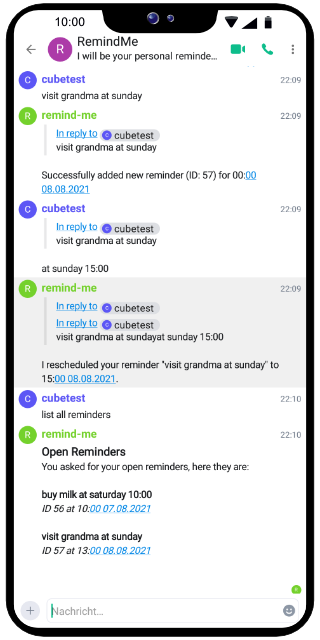 10:00
RemindMe
I will be your personal reminde...
cubetest 22:09
visit grandma at sunday
remind-me 22:09
In reply to cubetest
visit grandma at sunday
Successfully added new reminder (ID: 57) for 00:00
08.08.2021
cubetest 22:09
In reply to cubetest
visit grandma at sunday
at sunday 15:00
remind-me 22:09
In reply to cubetest
In reply to cubetest
visit grandma at sundayat sunday 15:00
I rescheduled your reminder "visit grandma at sunday" to
15:00 08.08.2021.
cubetest 22:10
list all reminders
remind-me 22:10
Open Reminders
You asked for your open reminders, here they are:
buy milk at saturday 10:00
ID 56 at 10:00 07.08.2021
visit grandma at sunday
ID 57 at 13:00 08.08.2021
Nachricht...